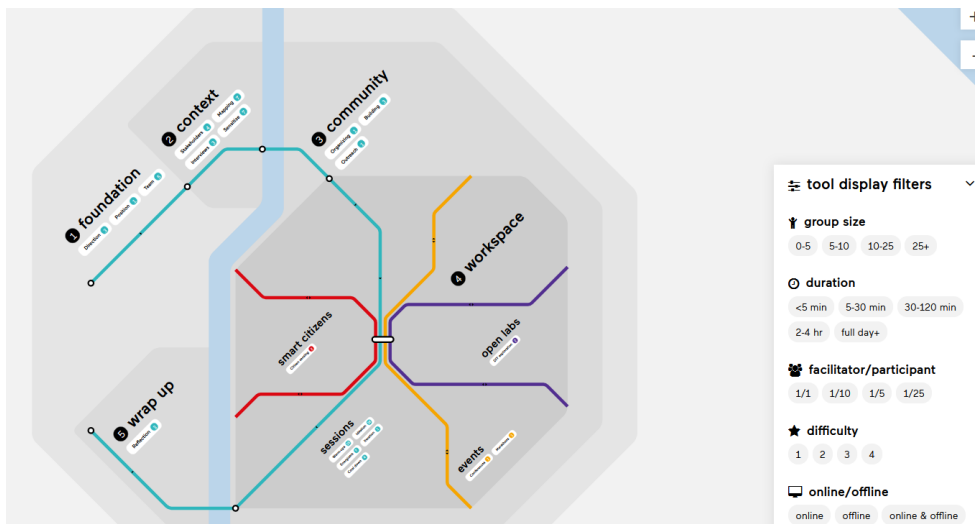 1 foundation
Direction
Position
Team
2 context
Stakeholders
Mapping
Interviews
Sensitise
3 community
Organizing
Building
Outreach
4 workspace
smart citizens
open labs
sessions
events
5 wrap up
Reflection
tool display filters
group size
0-5 5-10 10-25 25+
duration
<5 min 5-30 min 30-120 min
2-4 hr full day+
facilitator/participant
1/1 1/10 1/5 1/25
difficulty
1 2 3 4
online/offline
online offline online & offline